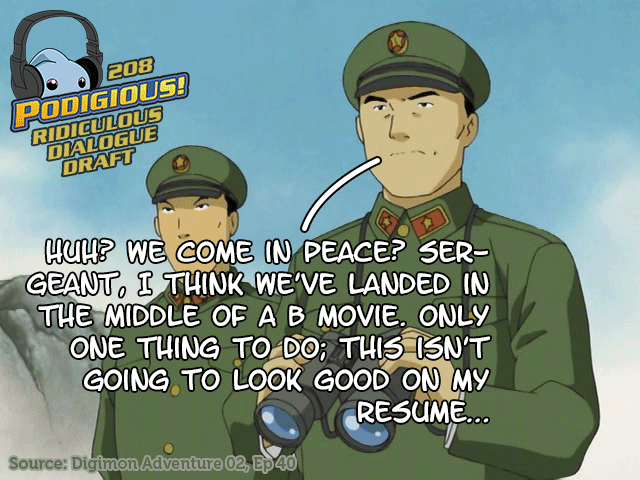 208
PODIGIOUS!
RIDICULOUS
DIALOGUE
DRAFT
HUH? WE COME IN PEACE? SER-
GEANT, I THINK WE'VE LANDED IN
THE MIDDLE OF A B MOVIE. ONLY
ONE THING TO DO; THIS ISN'T
GOING TO LOOK GOOD ON MY
RESUME...
Source: Digimon Adventure 02, Ep 40